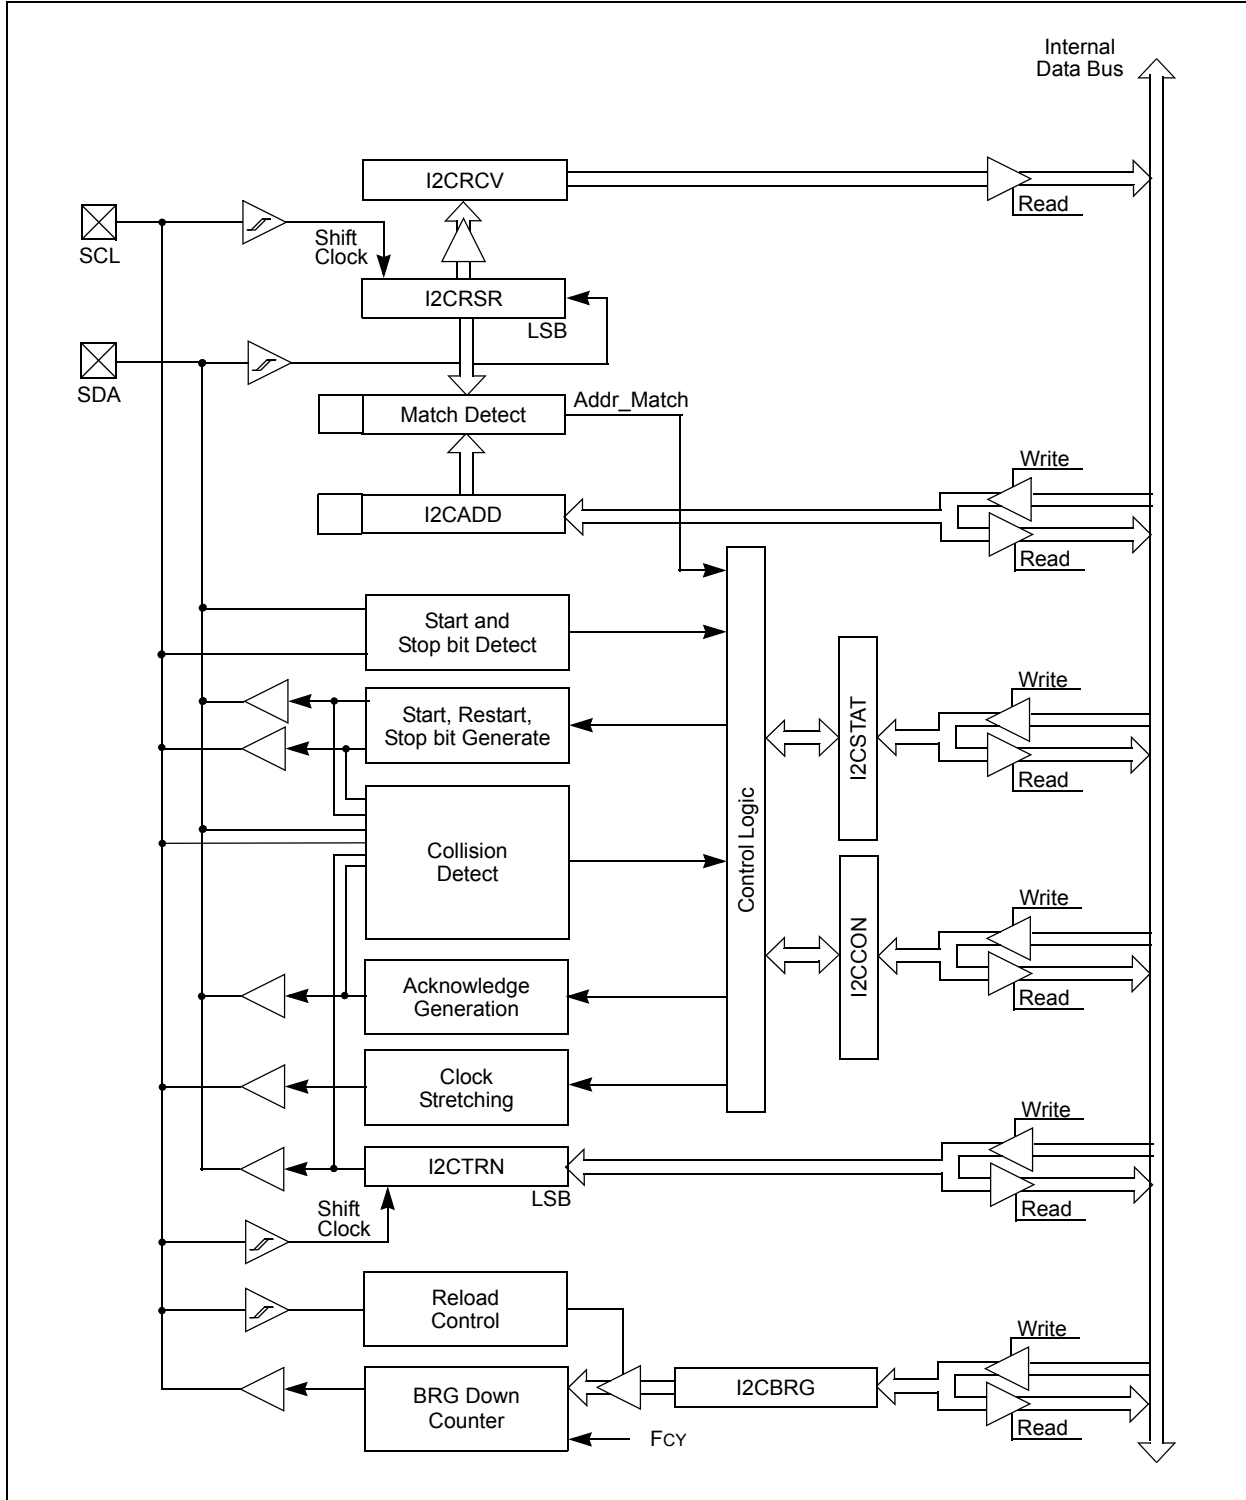 Internal
Data Bus
I2CRCV
Read
SCL
Shift
Clock
I2CRSR
LSB
SDA
Addr_Match
Match Detect
Write
I2CADD
Read
Start and
Stop bit Detect
Write
Start, Restart,
Stop bit Generate
I2CSTAT
Read
Control Logic
Collision
Detect
Write
I2CCON
Read
Acknowledge
Generation
Clock
Stretching
Write
I2CTRN
LSB
Shift
Clock
Read
Reload
Control
Write
I2CBRG
BRG Down
Counter
Read
FCY